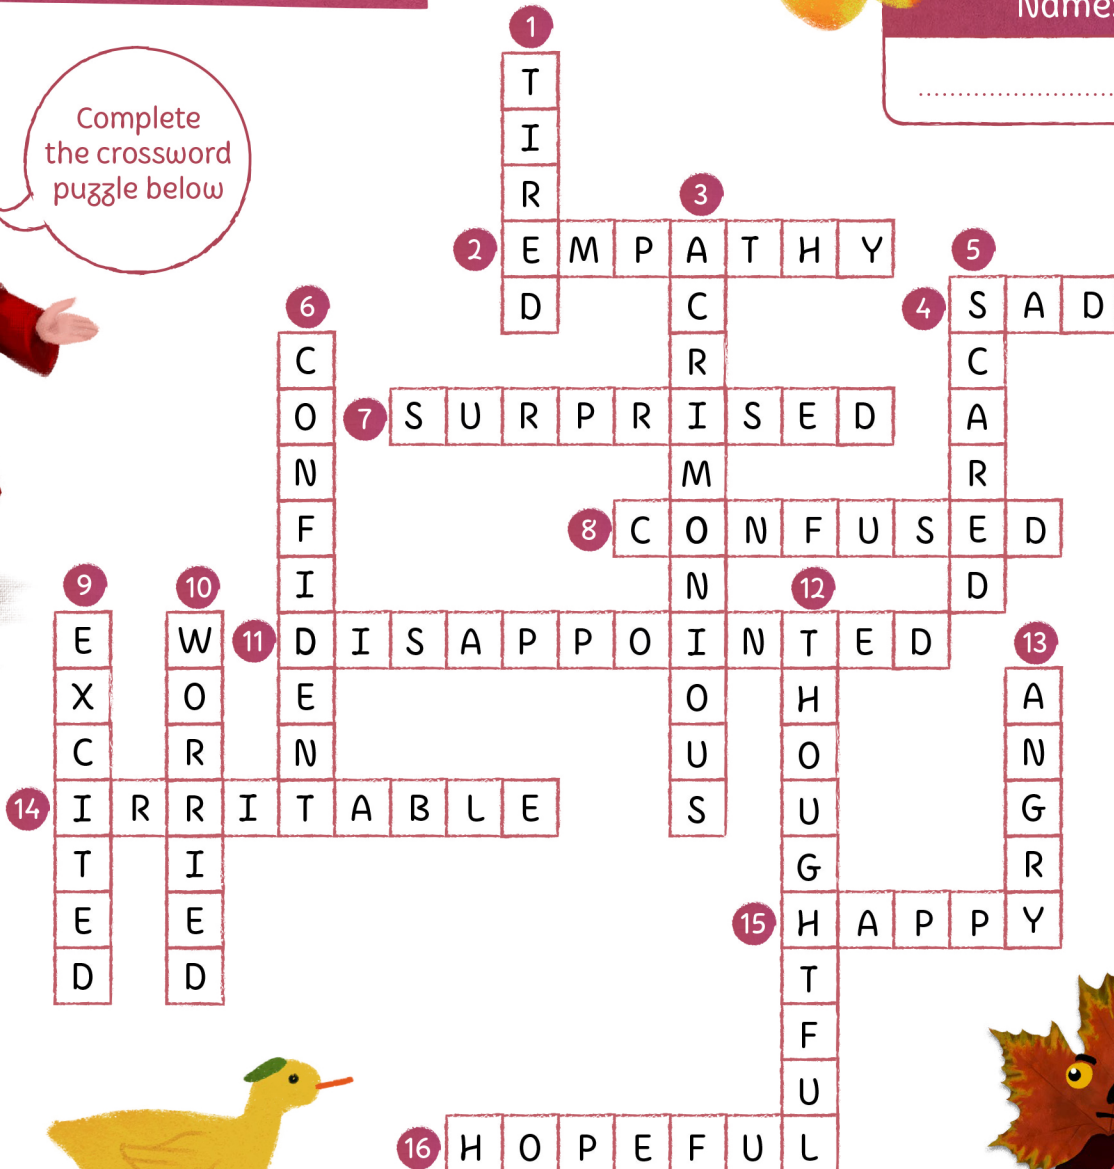 Name:
Complete
the crossword
puzzle below
1
T
I
R
3
2 E M P A T H Y
5
D C
6
4 S A D
C R C
O 7 S U R P R I S E D A
N M R
F 8 C O N F U S E D
9 10 I N 12 D
E W 11 D I S A P P O I N T E D 13
X O E O H A
C R N U O N
14 I R R I T A B L E S U G
T I G R
E E 15 H A P P Y
D D T
F
U
16 H O P E F U L